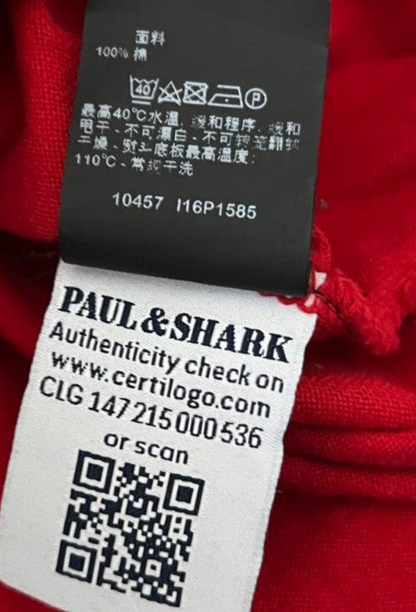 面料
100% 棉
40
P
最高40°C水温, 缓和程序, 缓和
甩干 - 不可漂白 - 不可转笼翻转
干燥 - 熨斗底板最高温度:
110°C - 常规干洗
10457 I16P1585
PAUL&SHARK
Authenticity check on
www.certilogo.com
CLG 147 215 000 536
or scan